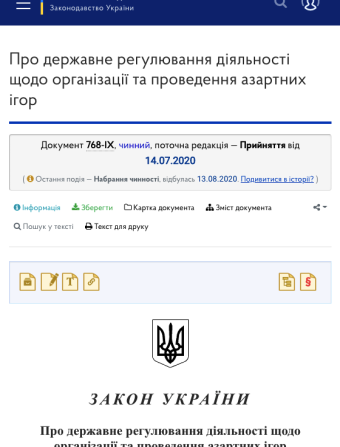 Законодавство України
Про державне регулювання діяльності
щодо організації та проведення азартних
ігор
Документ 768-IX, чинний, поточна редакція — Прийняття від
14.07.2020
( Остання подія — Набрання чинності, відбулась 13.08.2020. Подивитися в історії? )
Інформація Зберегти Картка документа Зміст документа
Пошук у тексті Текст для друку
Т §
ЗАКОН УКРАЇНИ
Про державне регулювання діяльності щодо
організації та проведення азартних ігор